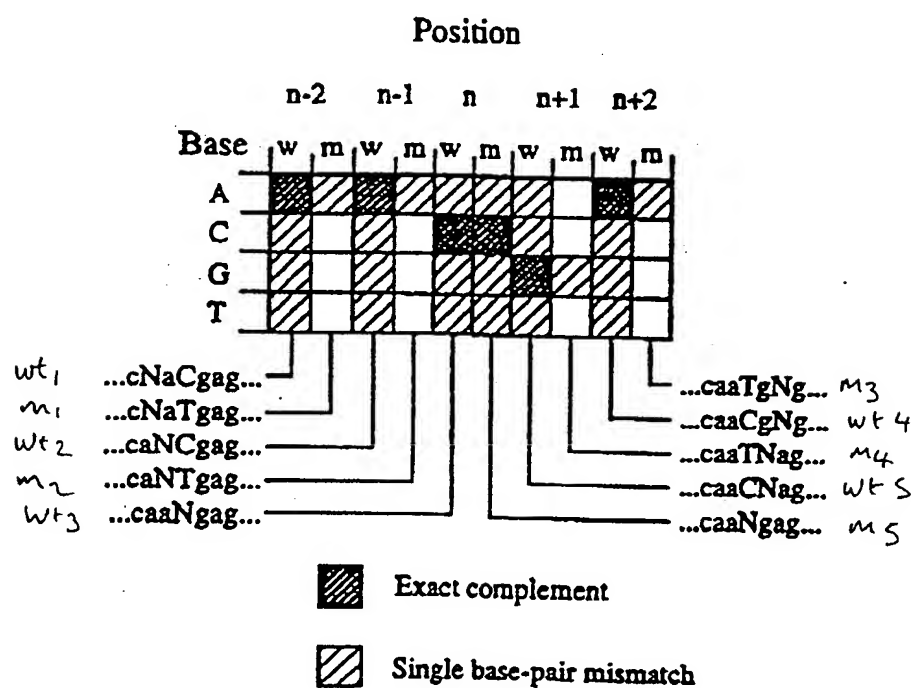 Position
n-2 n-1 n n+1 n+2
Base w m w m w m w m w m
A
C
G
T
wt1 ...cNaCgag...
m1 ...cNaTgag...
wt2 ...caNCgag...
m2 ...caNTgag...
wt3 ...caaNgag...
...caaTgNg... m3
...caaCgNg... wt4
...caaTNag... m4
...caaCNag... wt5
...caaNgag... m5
Exact complement
Single base-pair mismatch